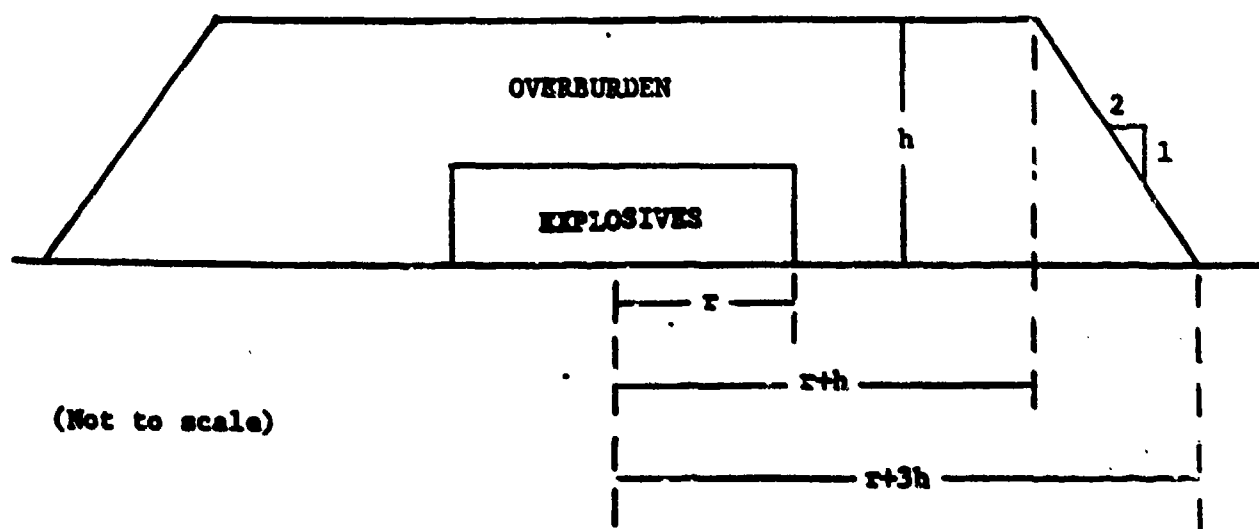 OVERBURDEN
2
h
1
EXPLOSIVES
r
r+h
(Not to scale)
r+3h